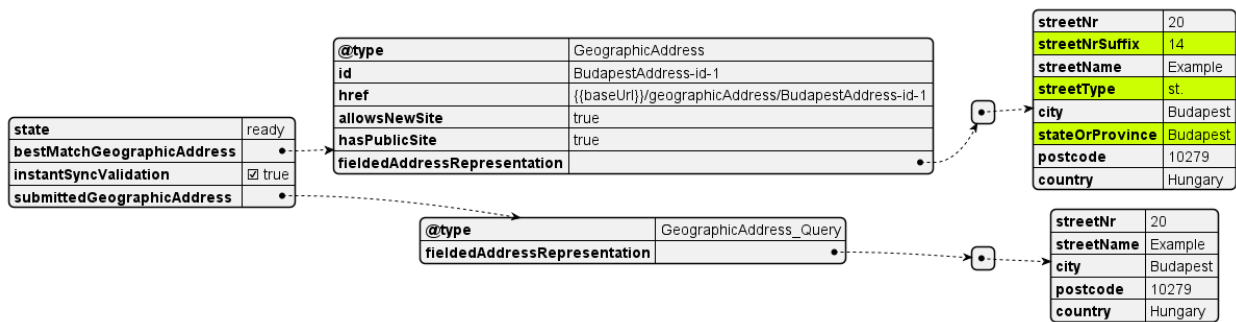 state ready
bestMatchGeographicAddress
instantSyncValidation ☑ true
submittedGeographicAddress
@type GeographicAddress
id BudapestAddress-id-1
href {{baseUrl}}/geographicAddress/BudapestAddress-id-1
allowsNewSite true
hasPublicSite true
fieldedAddressRepresentation
streetNr 20
streetNrSuffix 14
streetName Example
streetType st.
city Budapest
stateOrProvince Budapest
postcode 10279
country Hungary
@type GeographicAddress_Query
fieldedAddressRepresentation
streetNr 20
streetName Example
city Budapest
postcode 10279
country Hungary